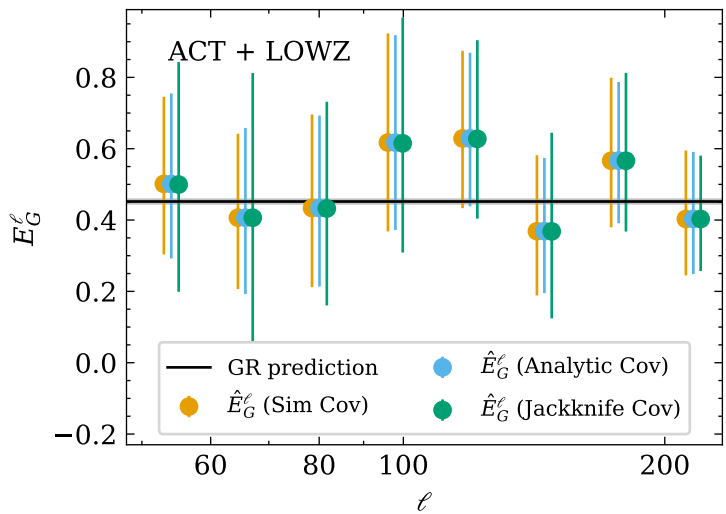 ACT + LOWZ
0.8
0.6
0.4
0.2
0.0
−0.2
E_G^ℓ
GR prediction
Ê_G^ℓ (Sim Cov)
Ê_G^ℓ (Analytic Cov)
Ê_G^ℓ (Jackknife Cov)
60 80 100 200
ℓ